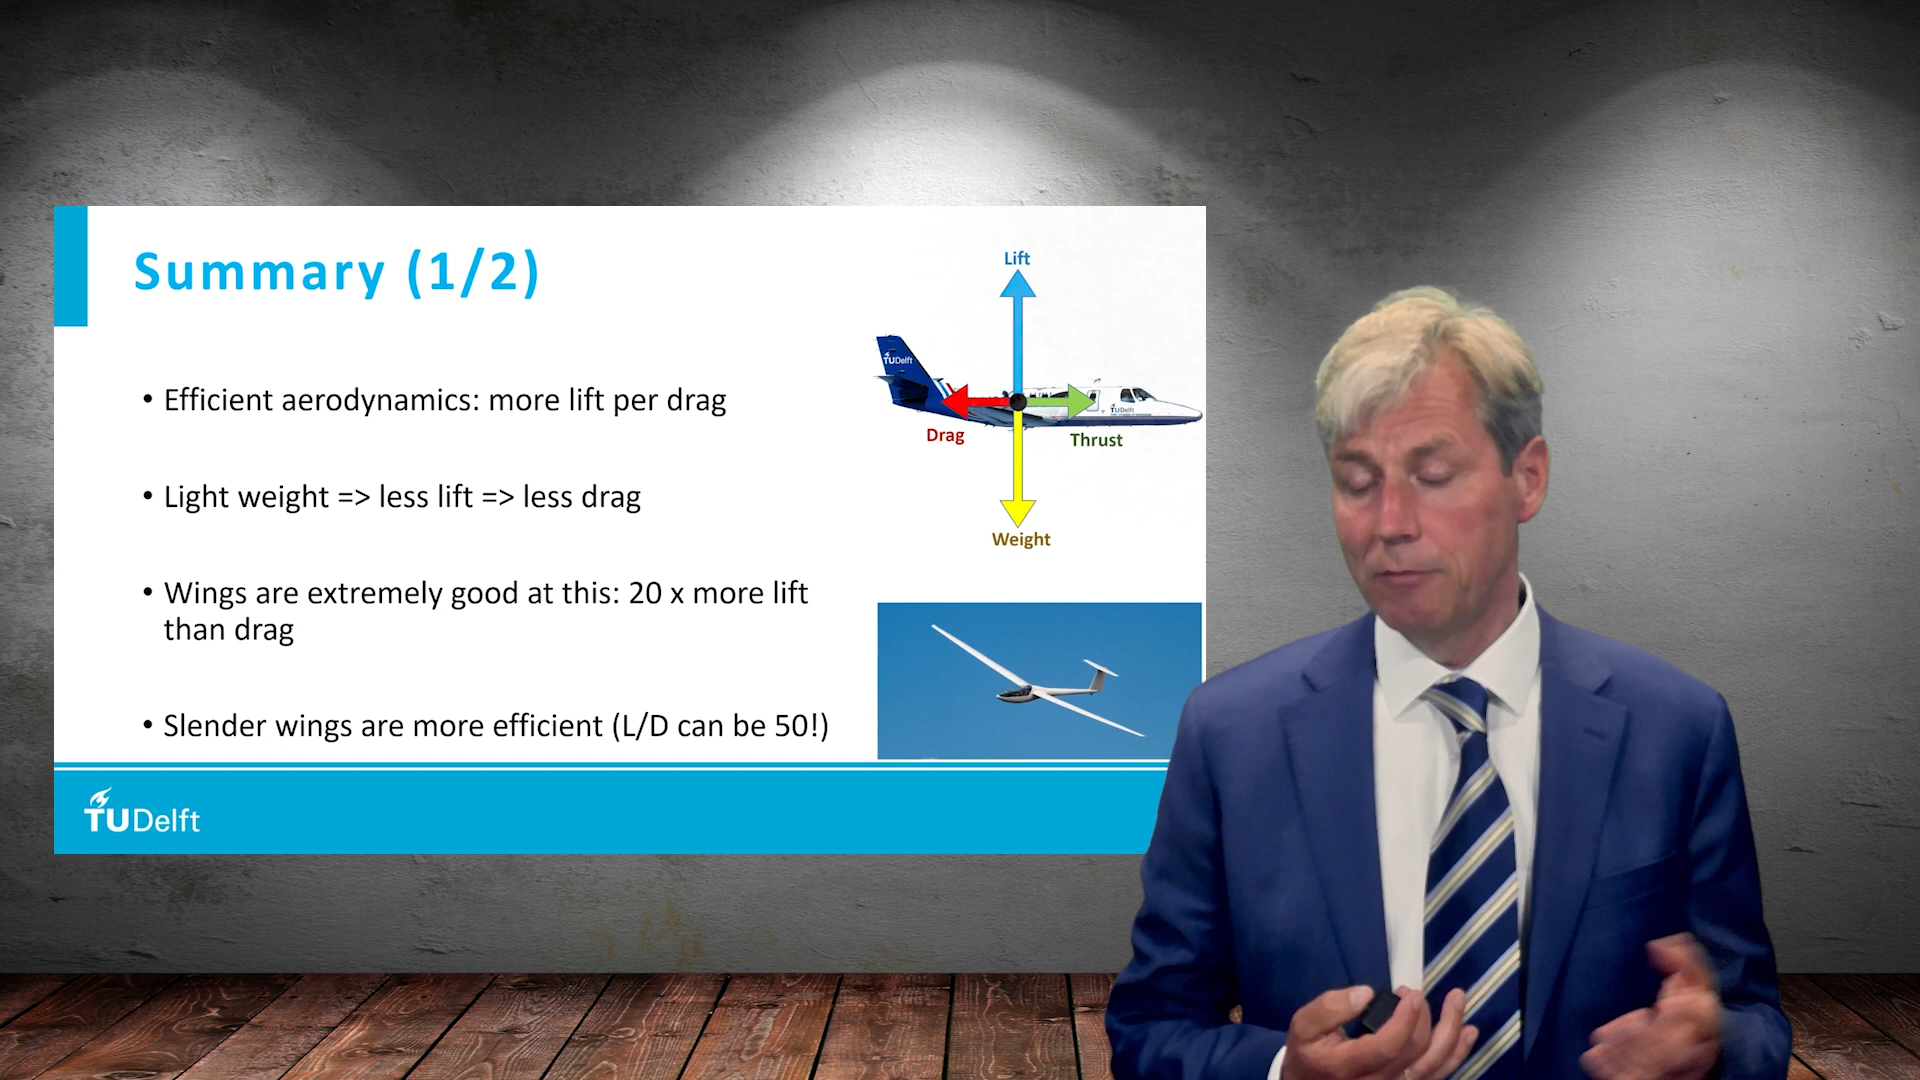 Summary (1/2)
• Efficient aerodynamics: more lift per drag
• Light weight => less lift => less drag
• Wings are extremely good at this: 20 x more lift
than drag
• Slender wings are more efficient (L/D can be 50!)
Lift
TUDelft
TUDelft
Drag
Thrust
Weight
TUDelft